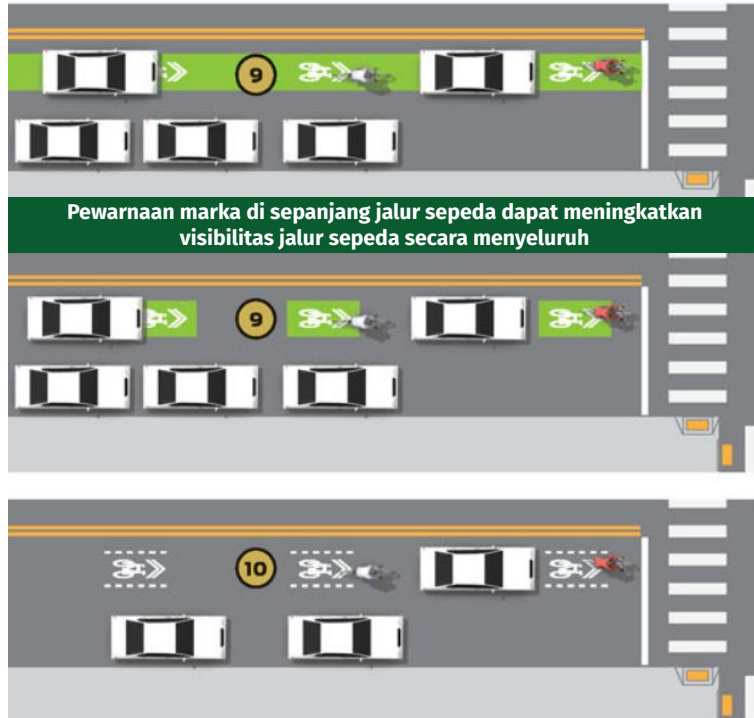 9
Pewarnaan marka di sepanjang jalur sepeda dapat meningkatkan
visibilitas jalur sepeda secara menyeluruh
9
10